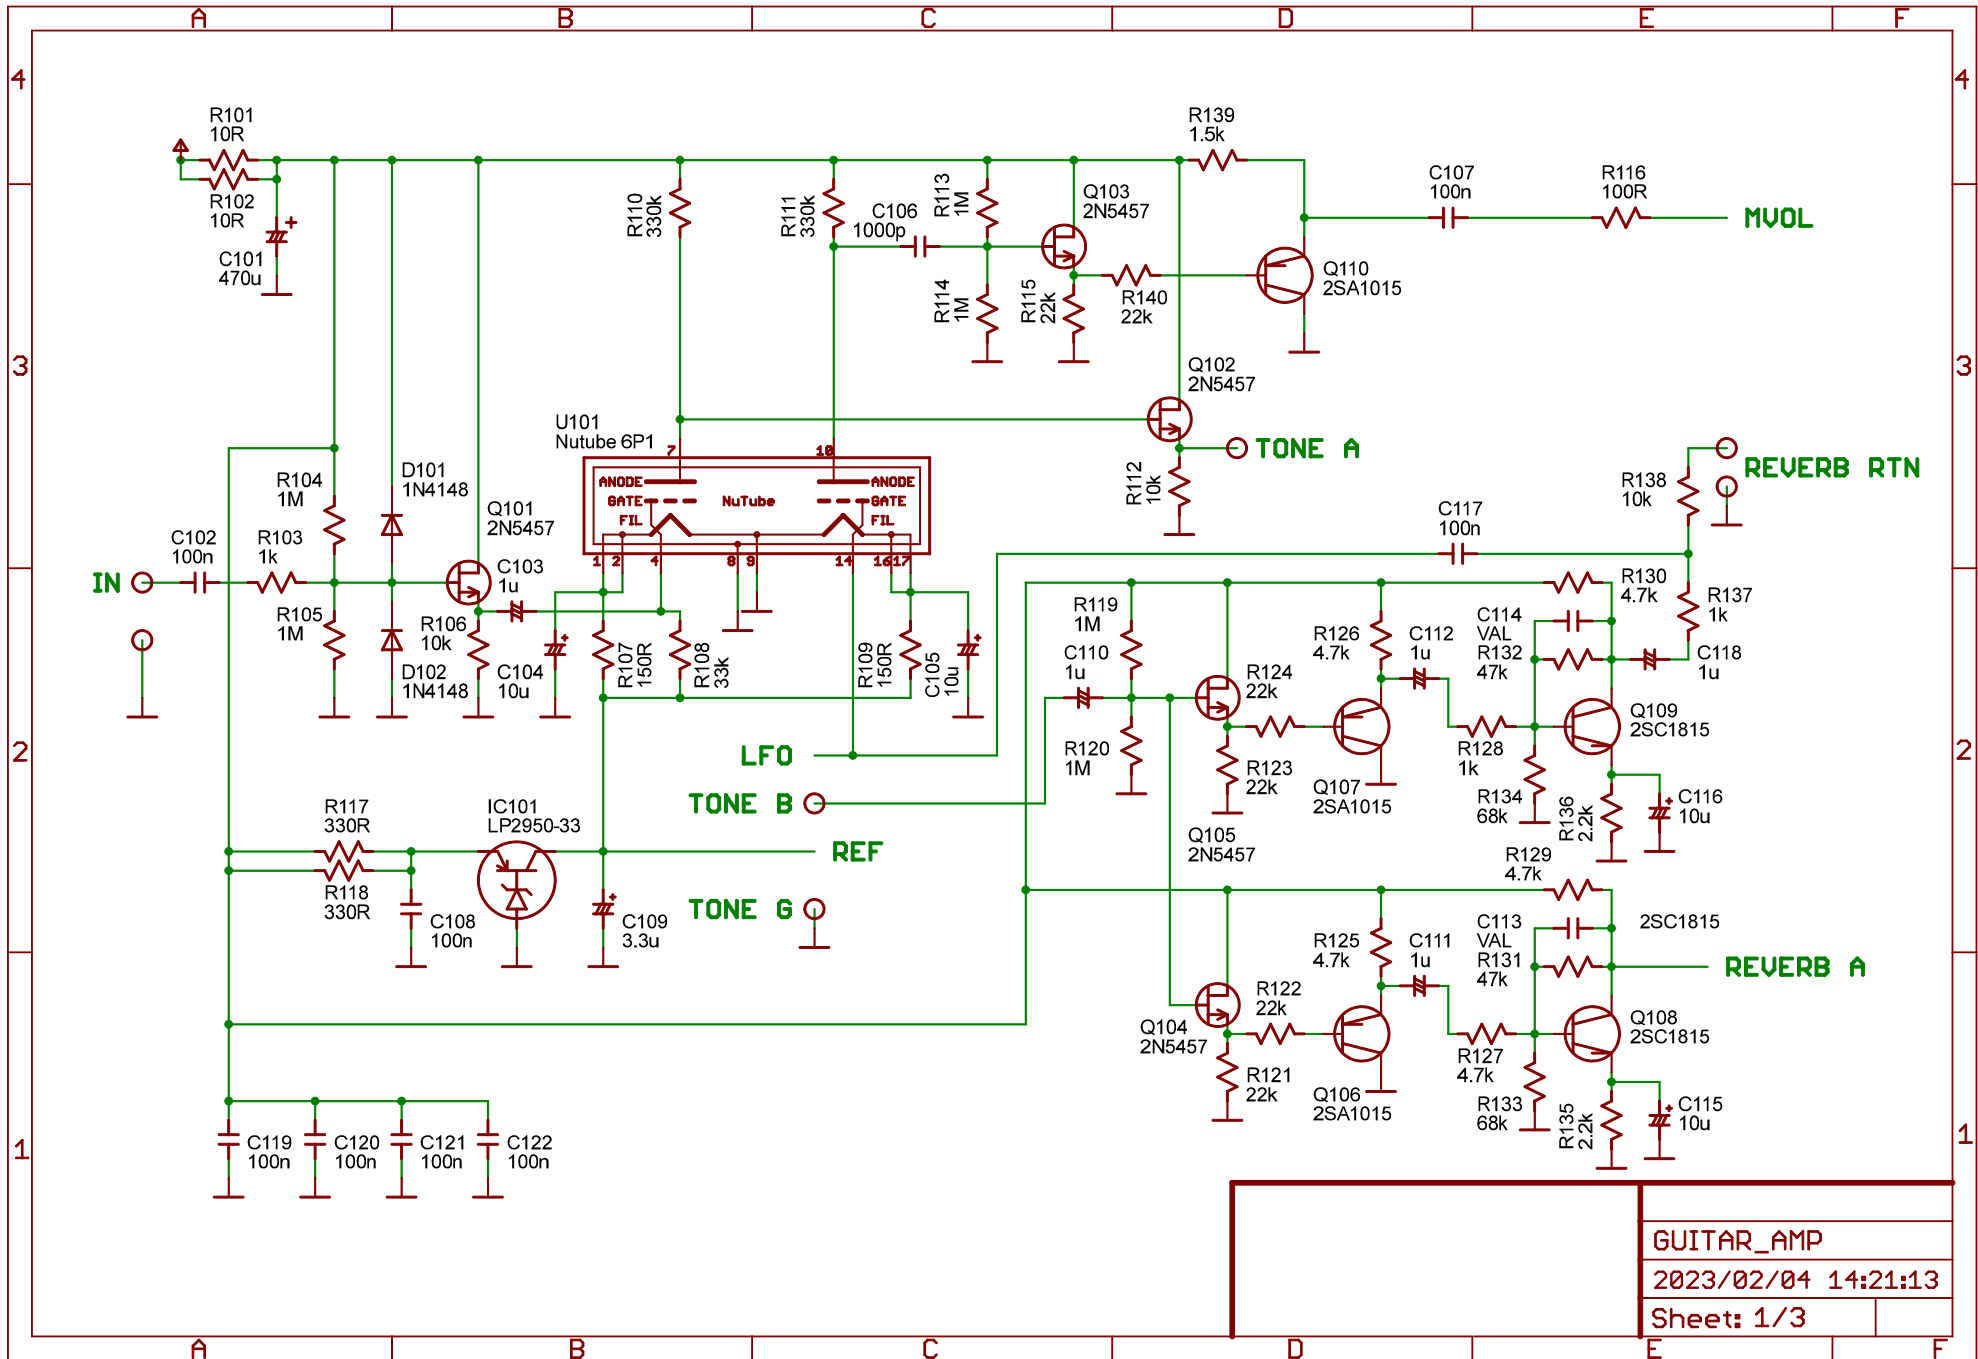 A B C D E F
4 4
R101
10R
R102
10R
C101
470u
R110
330k
R111
330k
C106
1000p
R113
1M
R114
1M
Q103
2N5457
R115
22k
R140
22k
R139
1.5k
Q110
2SA1015
C107
100n
R116
100R
MVOL
3 3
Q102
2N5457
TONE A
R112
10k
U101
Nutube 6P1
7 10
ANODE ANODE
GATE NuTube GATE
FIL FIL
1 2 4 8 9 14 16 17
R104
1M
D101
1N4148
Q101
2N5457
C102
100n
R103
1k
IN
C103
1u
R105
1M
R106
10k
D102
1N4148
C104
10u
R107
150R
R108
33k
R109
150R
C105
10u
REVERB RTN
R138
10k
C117
100n
R130
4.7k
R137
1k
R119
1M
C110
1u
R120
1M
R124
22k
R123
22k
R126
4.7k
C112
1u
C114
VAL
R132
47k
C118
1u
Q109
2SC1815
R128
1k
Q107
2SA1015
R134
68k
R136
2.2k
C116
10u
2 2
LFO
TONE B
Q105
2N5457
R117
330R
IC101
LP2950-33
REF
R118
330R
C108
100n
C109
3.3u
TONE G
R129
4.7k
C113
VAL
R131
47k
2SC1815
REVERB A
R125
4.7k
C111
1u
R122
22k
Q104
2N5457
R121
22k
Q106
2SA1015
R127
4.7k
Q108
2SC1815
R133
68k
R135
2.2k
C115
10u
1 1
C119
100n
C120
100n
C121
100n
C122
100n
GUITAR_AMP
2023/02/04 14:21:13
Sheet: 1/3
A B C D E F